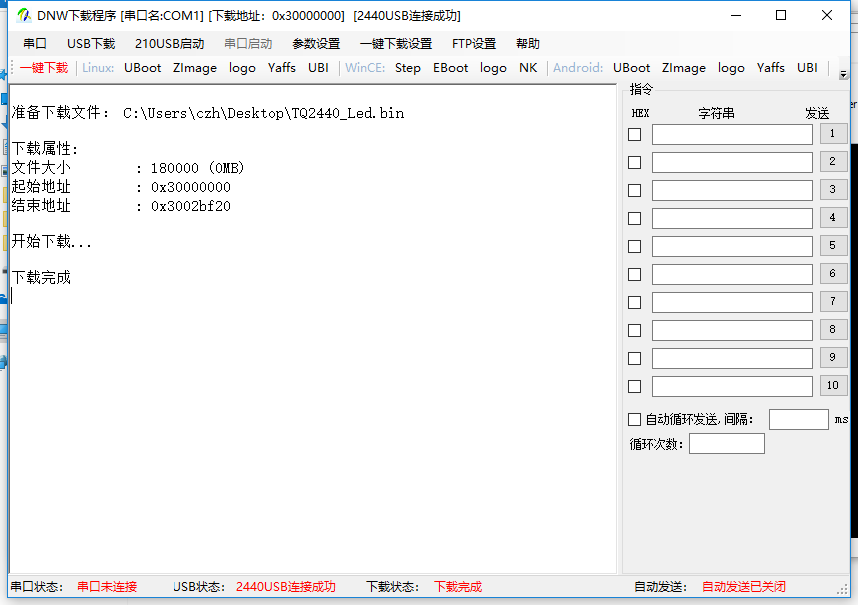 DNW下载程序 [串口名:COM1] [下载地址：0x30000000] [2440USB连接成功]
串口 USB下载 210USB启动 串口启动 参数设置 一键下载设置 FTP设置 帮助
一键下载 Linux: UBoot ZImage logo Yaffs UBI WinCE: Step EBoot logo NK Android: UBoot ZImage logo Yaffs UBI
准备下载文件： C:\Users\czh\Desktop\TQ2440_Led.bin
下载属性:
文件大小 : 180000 (0MB)
起始地址 : 0x30000000
结束地址 : 0x3002bf20
开始下载...
下载完成
指令
HEX 字符串 发送
1
2
3
4
5
6
7
8
9
10
自动循环发送,间隔： ms
循环次数：
串口状态： 串口未连接 USB状态： 2440USB连接成功 下载状态： 下载完成 自动发送： 自动发送已关闭